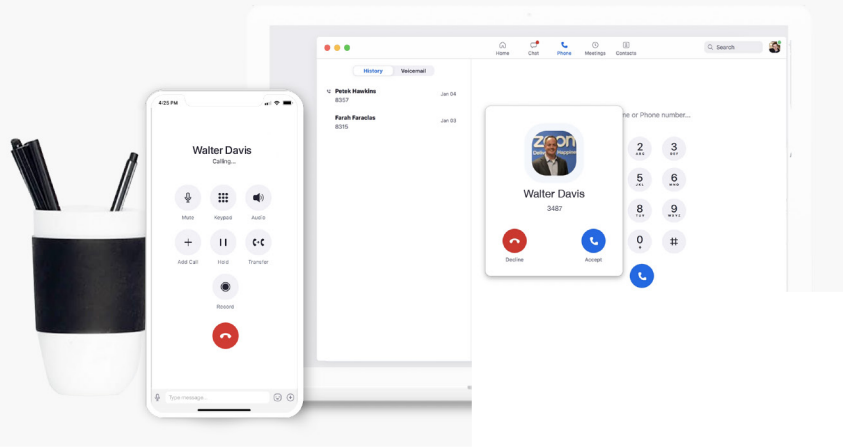 4:25 PM
Walter Davis
Calling...
Mute
Keypad
Audio
Add Call
Hold
Transfer
Record
Type message...
Home
Chat
Phone
Meetings
Contacts
Search
History
Voicemail
Petek Hawkins
8357
Jan 04
Farah Faraclas
8315
Jan 03
zoom
Walter Davis
3487
Decline
Accept
ne or Phone number...
2
ABC
3
DEF
5
JKL
6
MNO
8
TUV
9
WXYZ
0
+
#